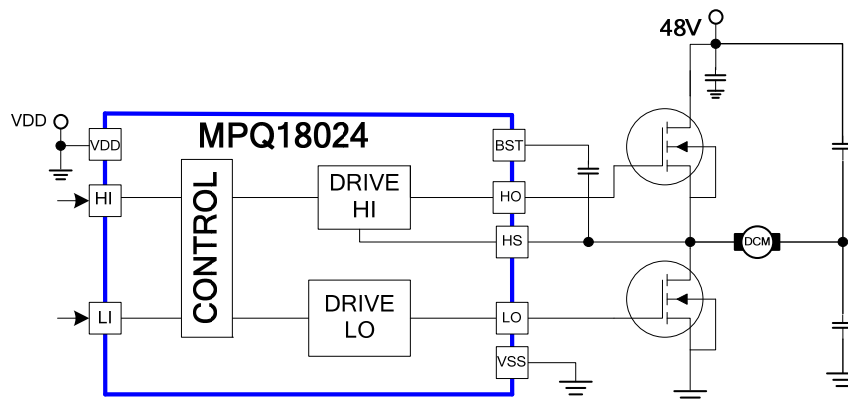 48V
VDD
MPQ18024
VDD
BST
HI
CONTROL
DRIVE
HI
HO
HS
DCM
LI
DRIVE
LO
LO
VSS